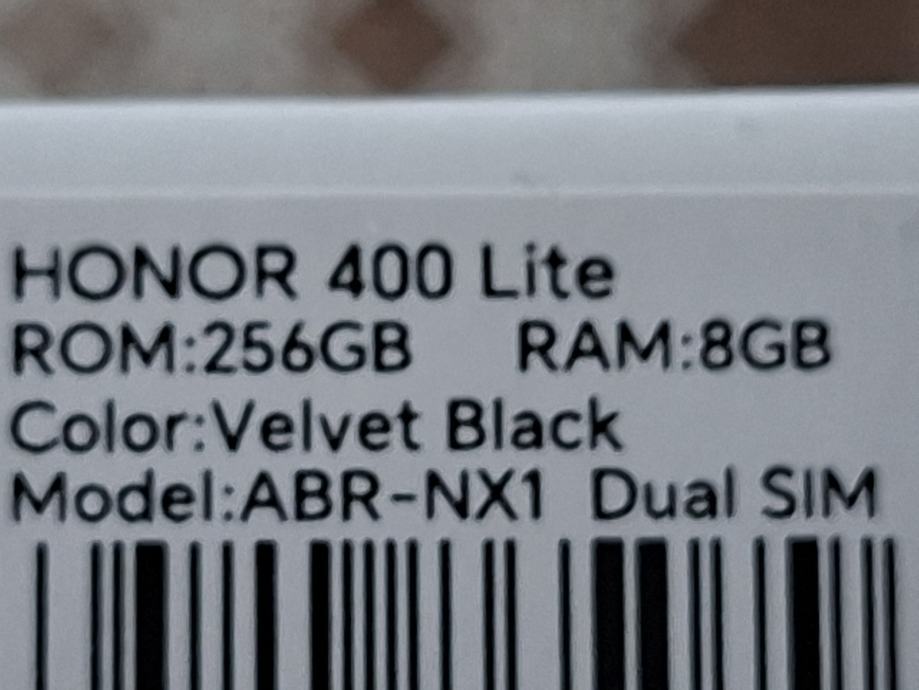 HONOR 400 Lite
ROM:256GB RAM:8GB
Color:Velvet Black
Model:ABR-NX1 Dual SIM